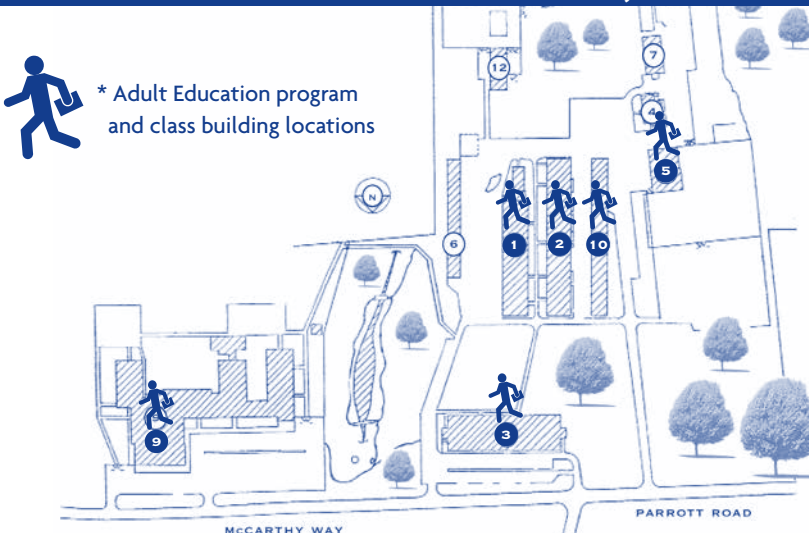 * Adult Education program
and class building locations
12
7
4
5
N
6
1
2
10
9
3
PARROTT ROAD
McCARTHY WAY